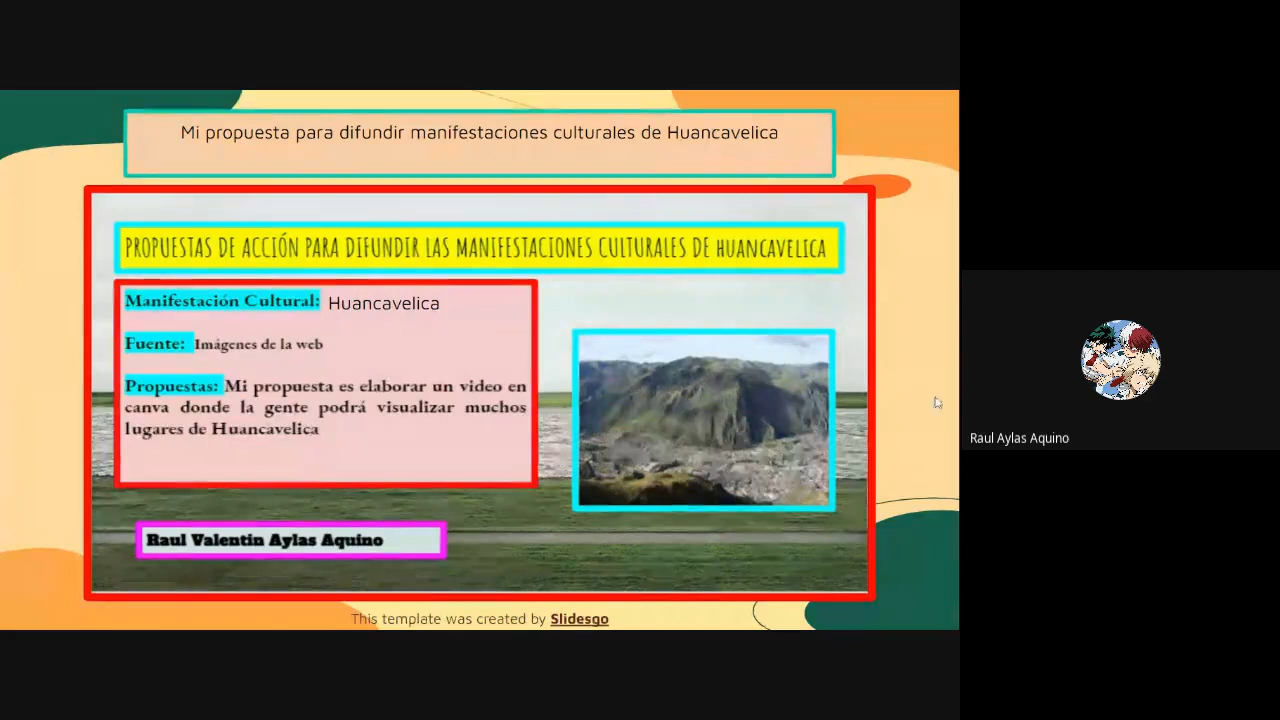 Mi propuesta para difundir manifestaciones culturales de Huancavelica
PROPUESTAS DE ACCIÓN PARA DIFUNDIR LAS MANIFESTACIONES CULTURALES DE HUANCAVELICA
Manifestación Cultural: Huancavelica
Fuente: Imágenes de la web
Propuestas: Mi propuesta es elaborar un video en
canva donde la gente podrá visualizar muchos
lugares de Huancavelica
Raul Valentin Aylas Aquino
This template was created by Slidesgo
Raul Aylas Aquino